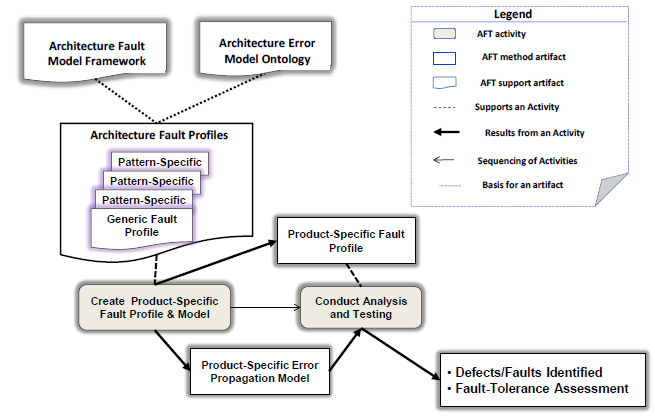 Architecture Fault
Model Framework
Architecture Error
Model Ontology
Legend
AFT activity
AFT method artifact
AFT support artifact
Supports an Activity
Results from an Activity
Sequencing of Activities
Basis for an artifact
Architecture Fault Profiles
Pattern-Specific
Pattern-Specific
Pattern-Specific
Generic Fault
Profile
Product-Specific Fault
Profile
Create Product-Specific
Fault Profile & Model
Conduct Analysis
and Testing
Product-Specific Error
Propagation Model
• Defects/Faults Identified
• Fault-Tolerance Assessment